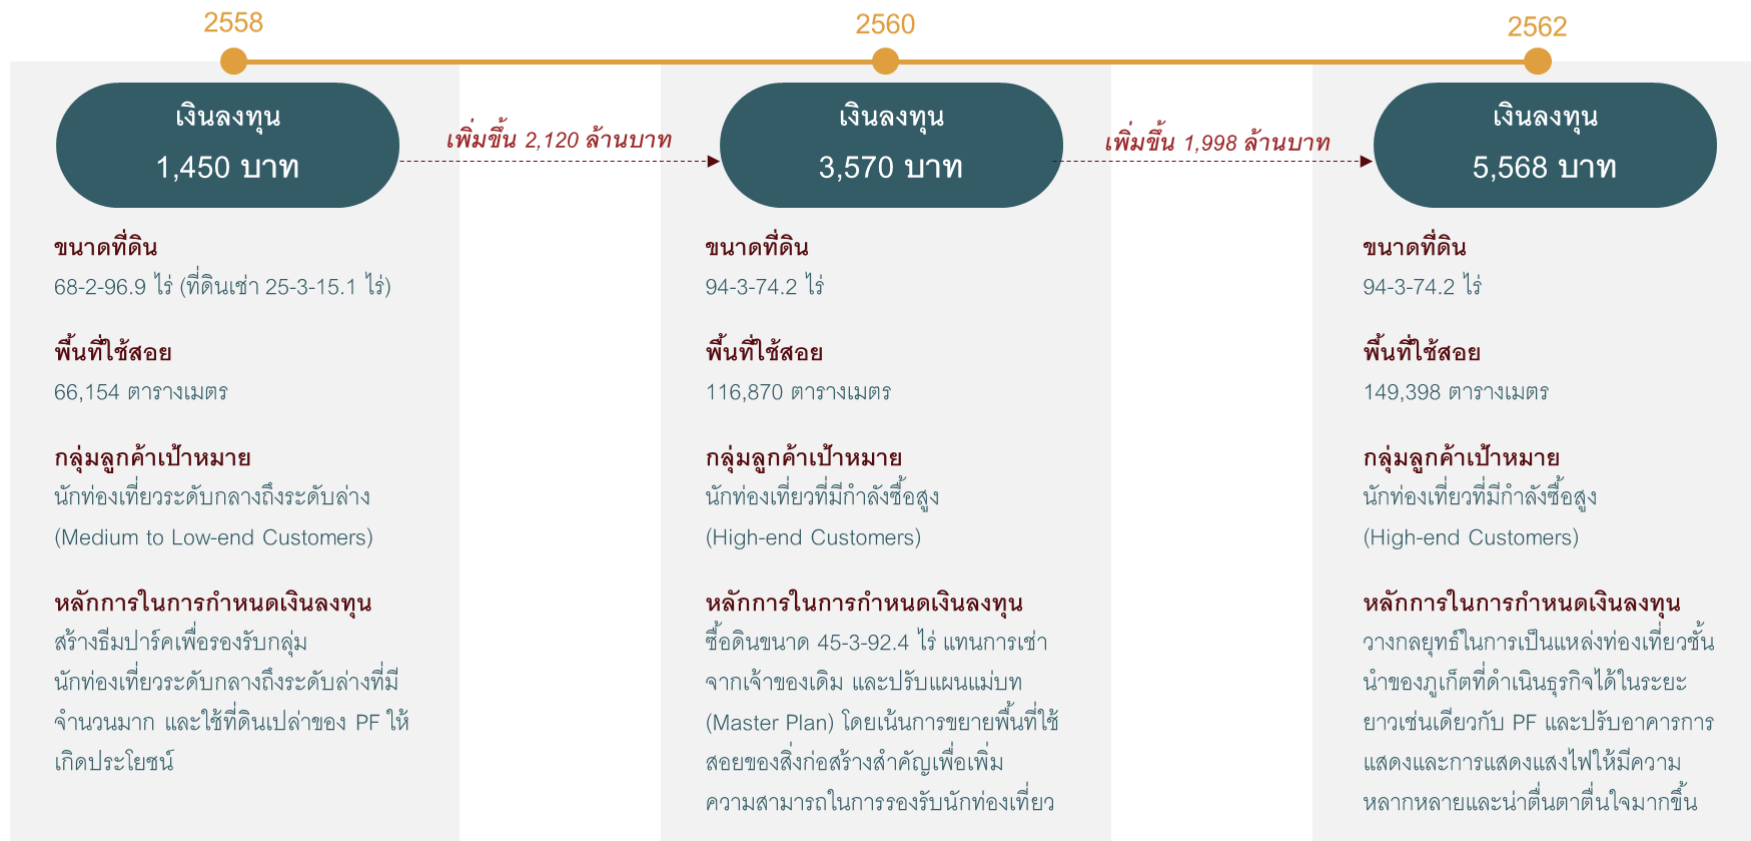 2558
2560
2562
เงินลงทุน
1,450 บาท
เพิ่มขึ้น 2,120 ล้านบาท
เงินลงทุน
3,570 บาท
เพิ่มขึ้น 1,998 ล้านบาท
เงินลงทุน
5,568 บาท
ขนาดที่ดิน
68-2-96.9 ไร่ (ที่ดินเช่า 25-3-15.1 ไร่)
พื้นที่ใช้สอย
66,154 ตารางเมตร
กลุ่มลูกค้าเป้าหมาย
นักท่องเที่ยวระดับกลางถึงระดับล่าง
(Medium to Low-end Customers)
หลักการในการกำหนดเงินลงทุน
สร้างธีมปาร์คเพื่อรองรับกลุ่ม
นักท่องเที่ยวระดับกลางถึงระดับล่างที่มี
จำนวนมาก และใช้ที่ดินเปล่าของ PF ให้
เกิดประโยชน์
ขนาดที่ดิน
94-3-74.2 ไร่
พื้นที่ใช้สอย
116,870 ตารางเมตร
กลุ่มลูกค้าเป้าหมาย
นักท่องเที่ยวที่มีกำลังซื้อสูง
(High-end Customers)
หลักการในการกำหนดเงินลงทุน
ซื้อดินขนาด 45-3-92.4 ไร่ แทนการเช่า
จากเจ้าของเดิม และปรับแผนแม่บท
(Master Plan) โดยเน้นการขยายพื้นที่ใช้
สอยของสิ่งก่อสร้างสำคัญเพื่อเพิ่ม
ความสามารถในการรองรับนักท่องเที่ยว
ขนาดที่ดิน
94-3-74.2 ไร่
พื้นที่ใช้สอย
149,398 ตารางเมตร
กลุ่มลูกค้าเป้าหมาย
นักท่องเที่ยวที่มีกำลังซื้อสูง
(High-end Customers)
หลักการในการกำหนดเงินลงทุน
วางกลยุทธ์ในการเป็นแหล่งท่องเที่ยวชั้น
นำของภูเก็ตที่ดำเนินธุรกิจได้ในระยะ
ยาวเช่นเดียวกับ PF และปรับอาคารการ
แสดงและการแสดงแสงไฟให้มีความ
หลากหลายและน่าตื่นตาตื่นใจมากขึ้น